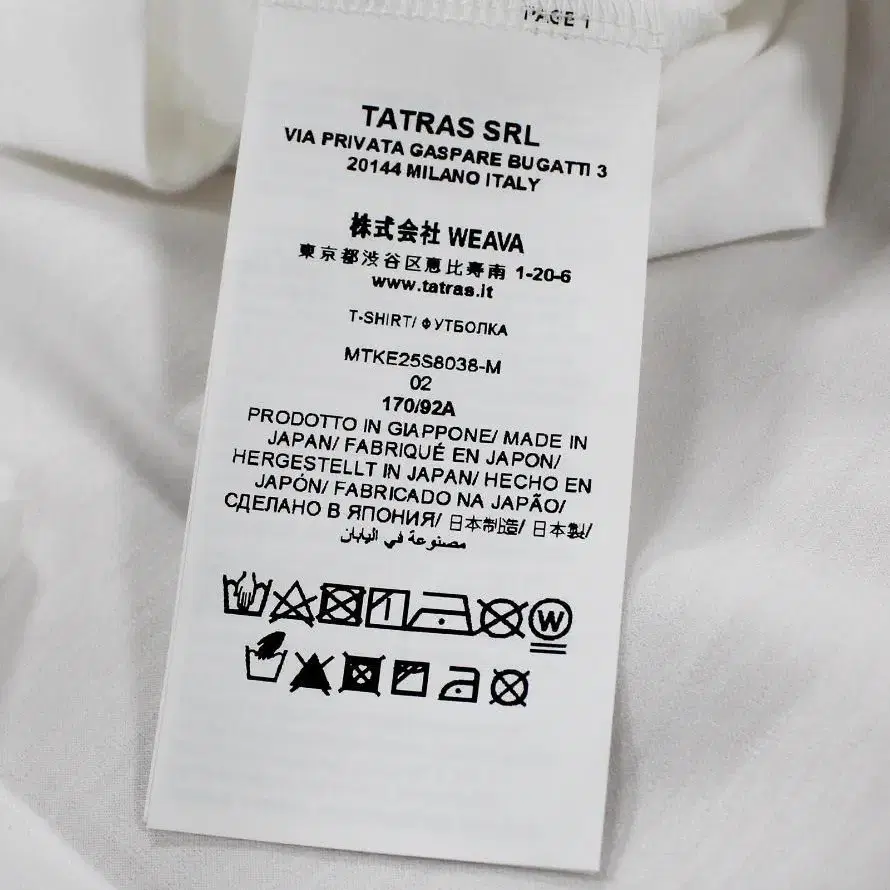 PAGE 1
TATRAS SRL
VIA PRIVATA GASPARE BUGATTI 3
20144 MILANO ITALY
株式会社 WEAVA
東京都渋谷区恵比寿南 1-20-6
www.tatras.it
T-SHIRT/ ФУТБОЛКА
MTKE25S8038-M
02
170/92A
PRODOTTO IN GIAPPONE/ MADE IN
JAPAN/ FABRIQUÉ EN JAPON/
HERGESTELLT IN JAPAN/ HECHO EN
JAPÓN/ FABRICADO NA JAPÃO/
СДЕЛАНО В ЯПОНИЯ/ 日本制造/ 日本製/
مصنوعة في اليابان
W